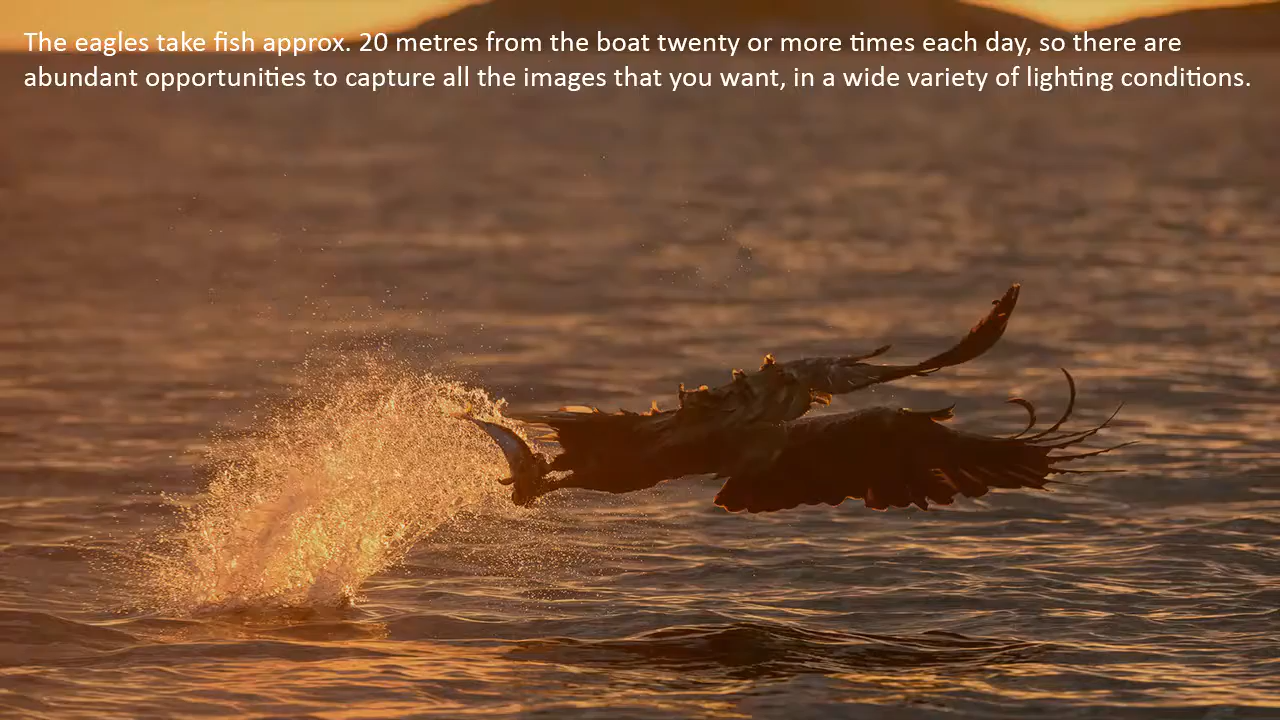 The eagles take fish approx. 20 metres from the boat twenty or more times each day, so there are
abundant opportunities to capture all the images that you want, in a wide variety of lighting conditions.